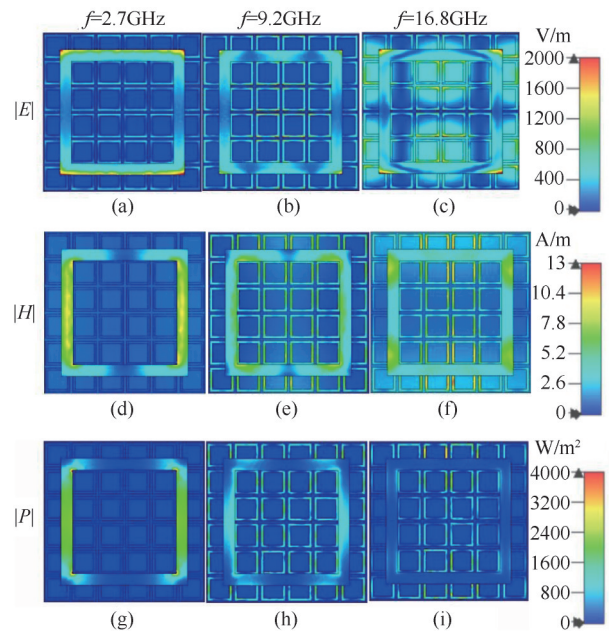 f=2.7GHz f=9.2GHz f=16.8GHz V/m
|E|
2000
1600
1200
800
400
0
(a) (b) (c)
A/m
|H|
13
10.4
7.8
5.2
2.6
0
(d) (e) (f)
W/m²
|P|
4000
3200
2400
1600
800
0
(g) (h) (i)